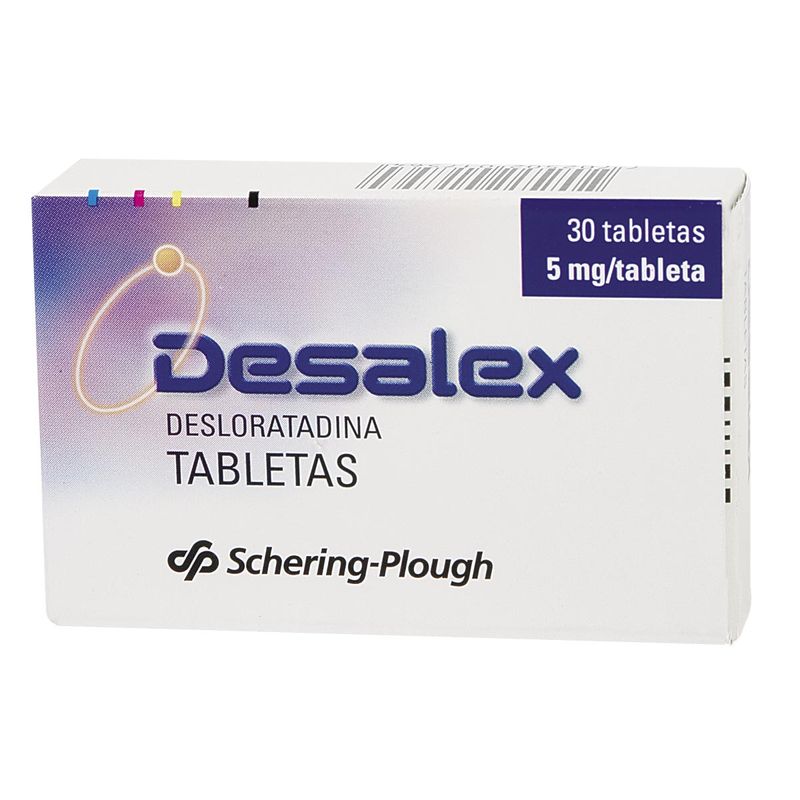 30 tabletas
5 mg/tableta
Desalex
DESLORATADINA
TABLETAS
Schering-Plough